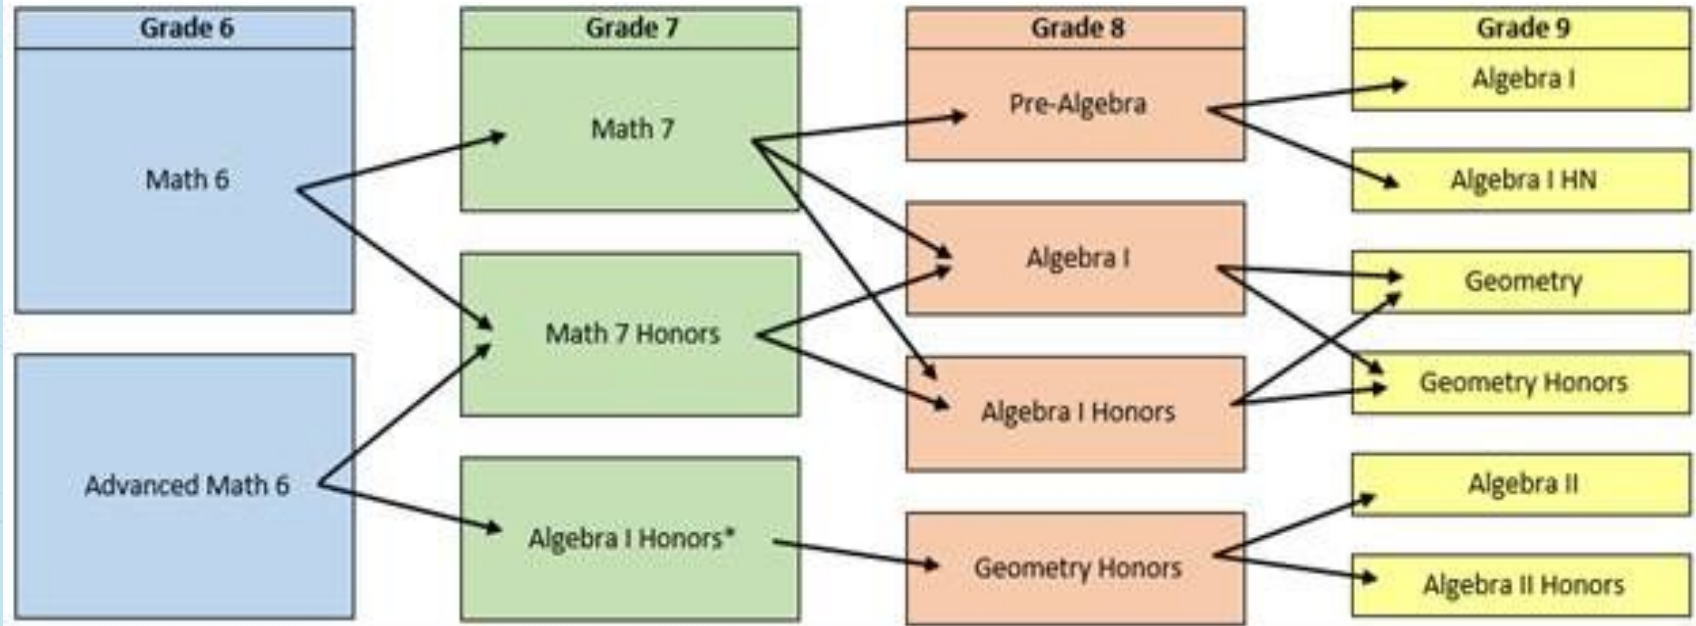 Grade 6
Math 6
Advanced Math 6
Grade 7
Math 7
Math 7 Honors
Algebra I Honors*
Grade 8
Pre-Algebra
Algebra I
Algebra I Honors
Geometry Honors
Grade 9
Algebra I
Algebra I HN
Geometry
Geometry Honors
Algebra II
Algebra II Honors